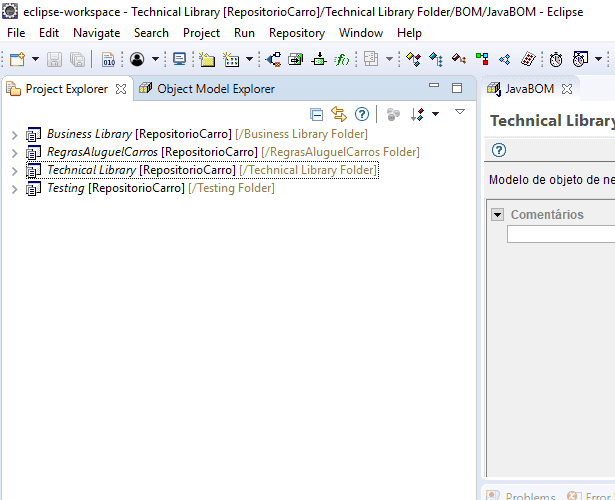 eclipse-workspace - Technical Library [RepositorioCarro]/Technical Library Folder/BOM/JavaBOM - Eclipse
File Edit Navigate Search Project Run Repository Window Help
010
f()
Project Explorer
Object Model Explorer
Business Library [RepositorioCarro] [/Business Library Folder]
RegrasAluguelCarros [RepositorioCarro] [/RegrasAluguelCarros Folder]
Technical Library [RepositorioCarro] [/Technical Library Folder]
Testing [RepositorioCarro] [/Testing Folder]
JavaBOM
Technical Library
Modelo de objeto de ne
Comentários
Problems
Error